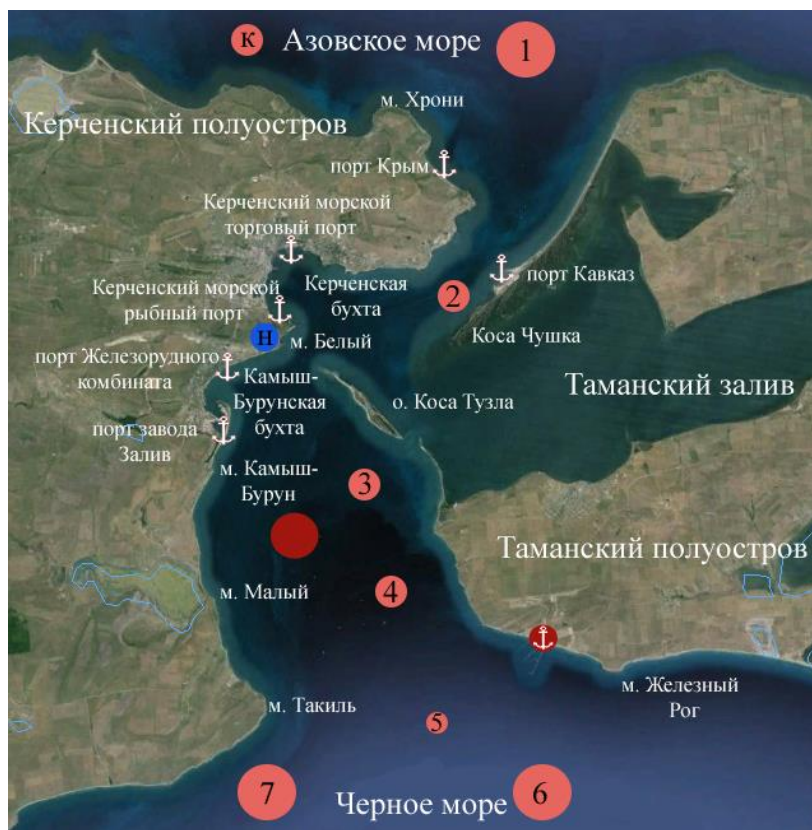 к
Азовское море
1
м. Хрони
Керченский полуостров
порт Крым
Керченский морской
торговый порт
порт Кавказ
Керченский морской
рыбный порт
Керченская
бухта
2
н
м. Белый
Коса Чушка
порт Железорудного
комбината
Камыш-
Бурунская
бухта
о. Коса Тузла
Таманский залив
порт завода
Залив
м. Камыш-
Бурун
3
Таманский полуостров
м. Малый
4
м. Железный
Рог
м. Такиль
5
7
Черное море
6